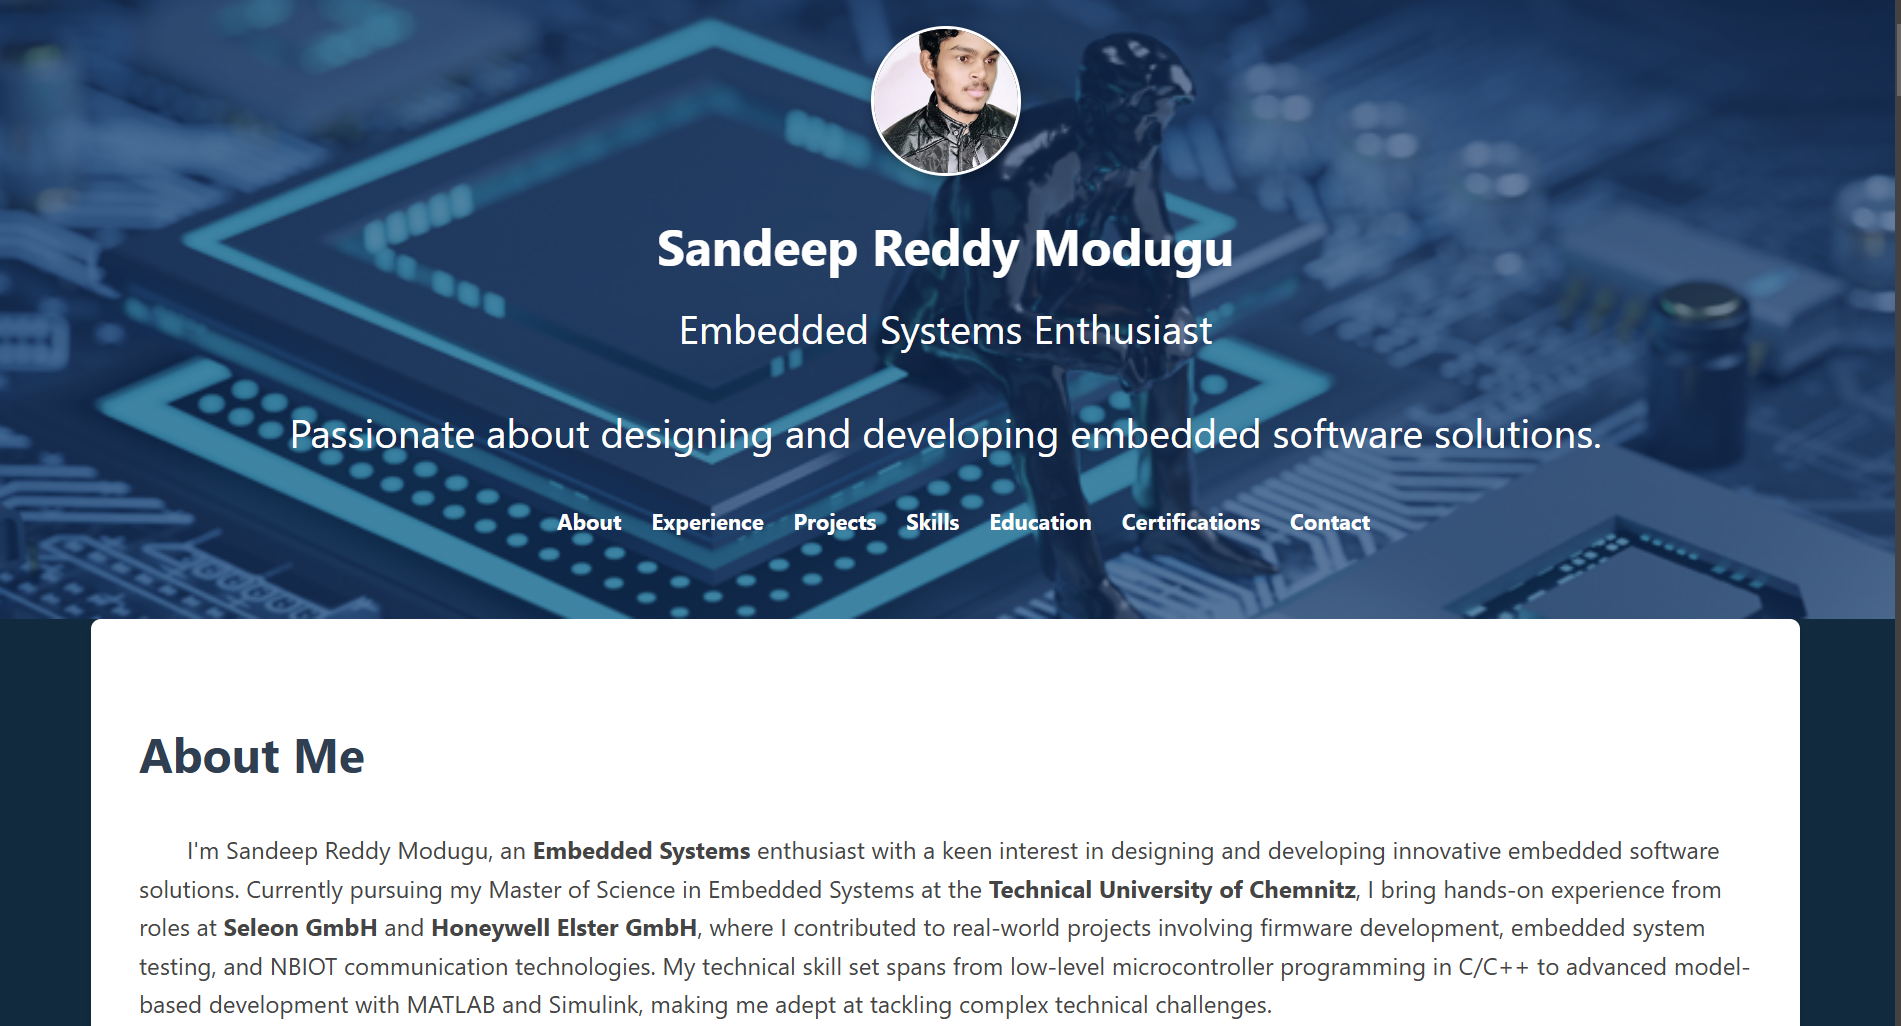 Sandeep Reddy Modugu
Embedded Systems Enthusiast
Passionate about designing and developing embedded software solutions.
About Experience Projects Skills Education Certifications Contact
About Me
I'm Sandeep Reddy Modugu, an Embedded Systems enthusiast with a keen interest in designing and developing innovative embedded software
solutions. Currently pursuing my Master of Science in Embedded Systems at the Technical University of Chemnitz, I bring hands-on experience from
roles at Seleon GmbH and Honeywell Elster GmbH, where I contributed to real-world projects involving firmware development, embedded system
testing, and NBIOT communication technologies. My technical skill set spans from low-level microcontroller programming in C/C++ to advanced model-
based development with MATLAB and Simulink, making me adept at tackling complex technical challenges.